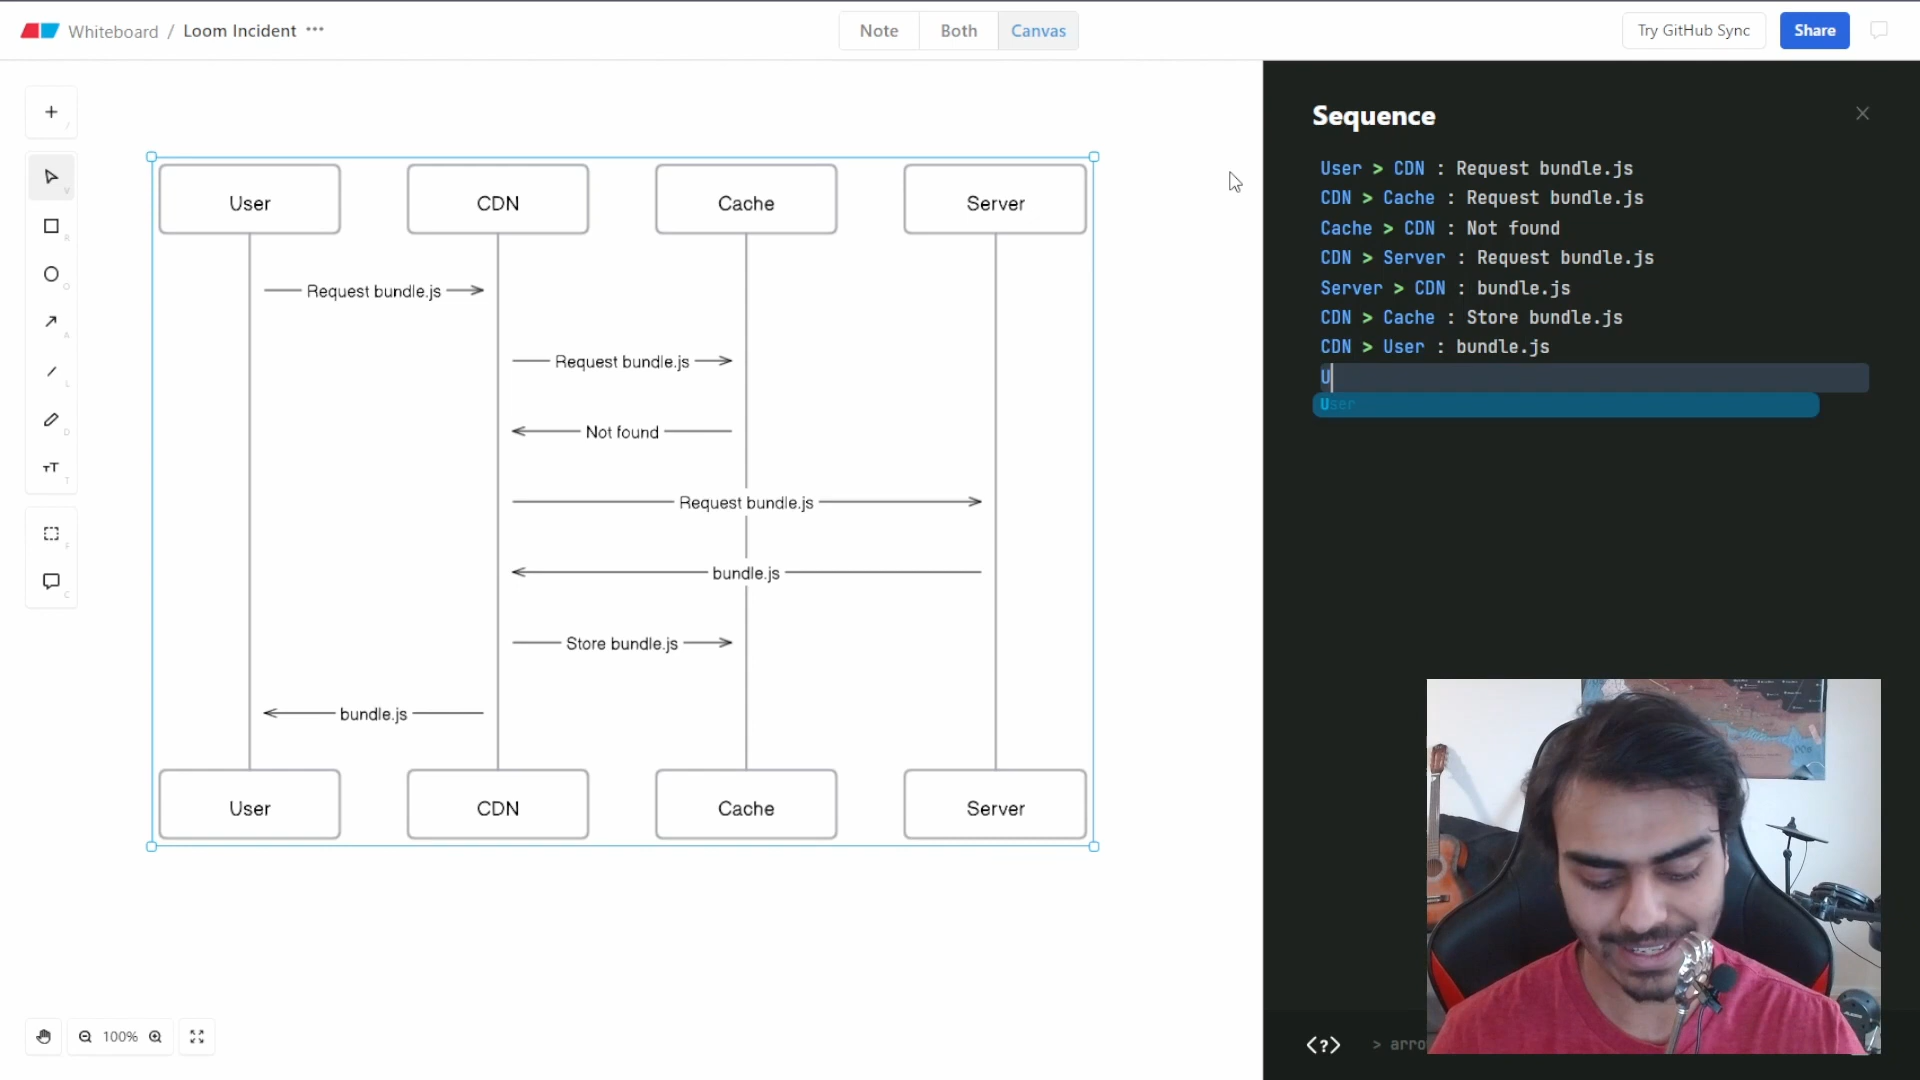 Whiteboard / Loom Incident •••
Note Both Canvas
Try GitHub Sync Share
Sequence
User > CDN : Request bundle.js
CDN > Cache : Request bundle.js
Cache > CDN : Not found
CDN > Server : Request bundle.js
Server > CDN : bundle.js
CDN > Cache : Store bundle.js
CDN > User : bundle.js
U
User
User CDN Cache Server
Request bundle.js
Request bundle.js
Not found
Request bundle.js
bundle.js
Store bundle.js
bundle.js
User CDN Cache Server
V
R
O
A
L
D
T
F
C
100%
<?> > arro